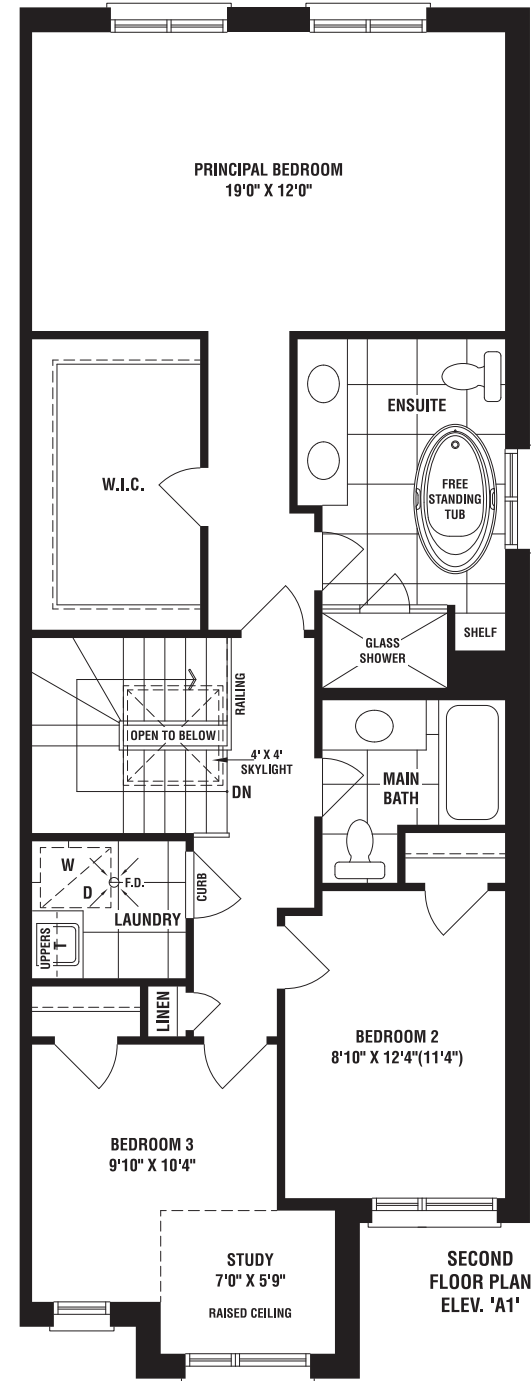 PRINCIPAL BEDROOM
19'0" X 12'0"
W.I.C.
ENSUITE
FREE
STANDING
TUB
SHELF
GLASS
SHOWER
RAILING
OPEN TO BELOW
4' X 4'
SKYLIGHT
DN
MAIN
BATH
W
D
F.D.
LAUNDRY
CURB
UPPERS
T
LINEN
BEDROOM 2
8'10" X 12'4"(11'4")
BEDROOM 3
9'10" X 10'4"
STUDY
7'0" X 5'9"
RAISED CEILING
SECOND
FLOOR PLAN
ELEV. 'A1'